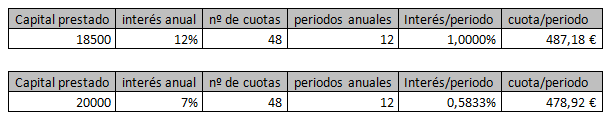 Capital prestado interés anual nº de cuotas periodos anuales Interés/periodo cuota/periodo
18500 12% 48 12 1,0000% 487,18 €
Capital prestado interés anual nº de cuotas periodos anuales Interés/periodo cuota/periodo
20000 7% 48 12 0,5833% 478,92 €